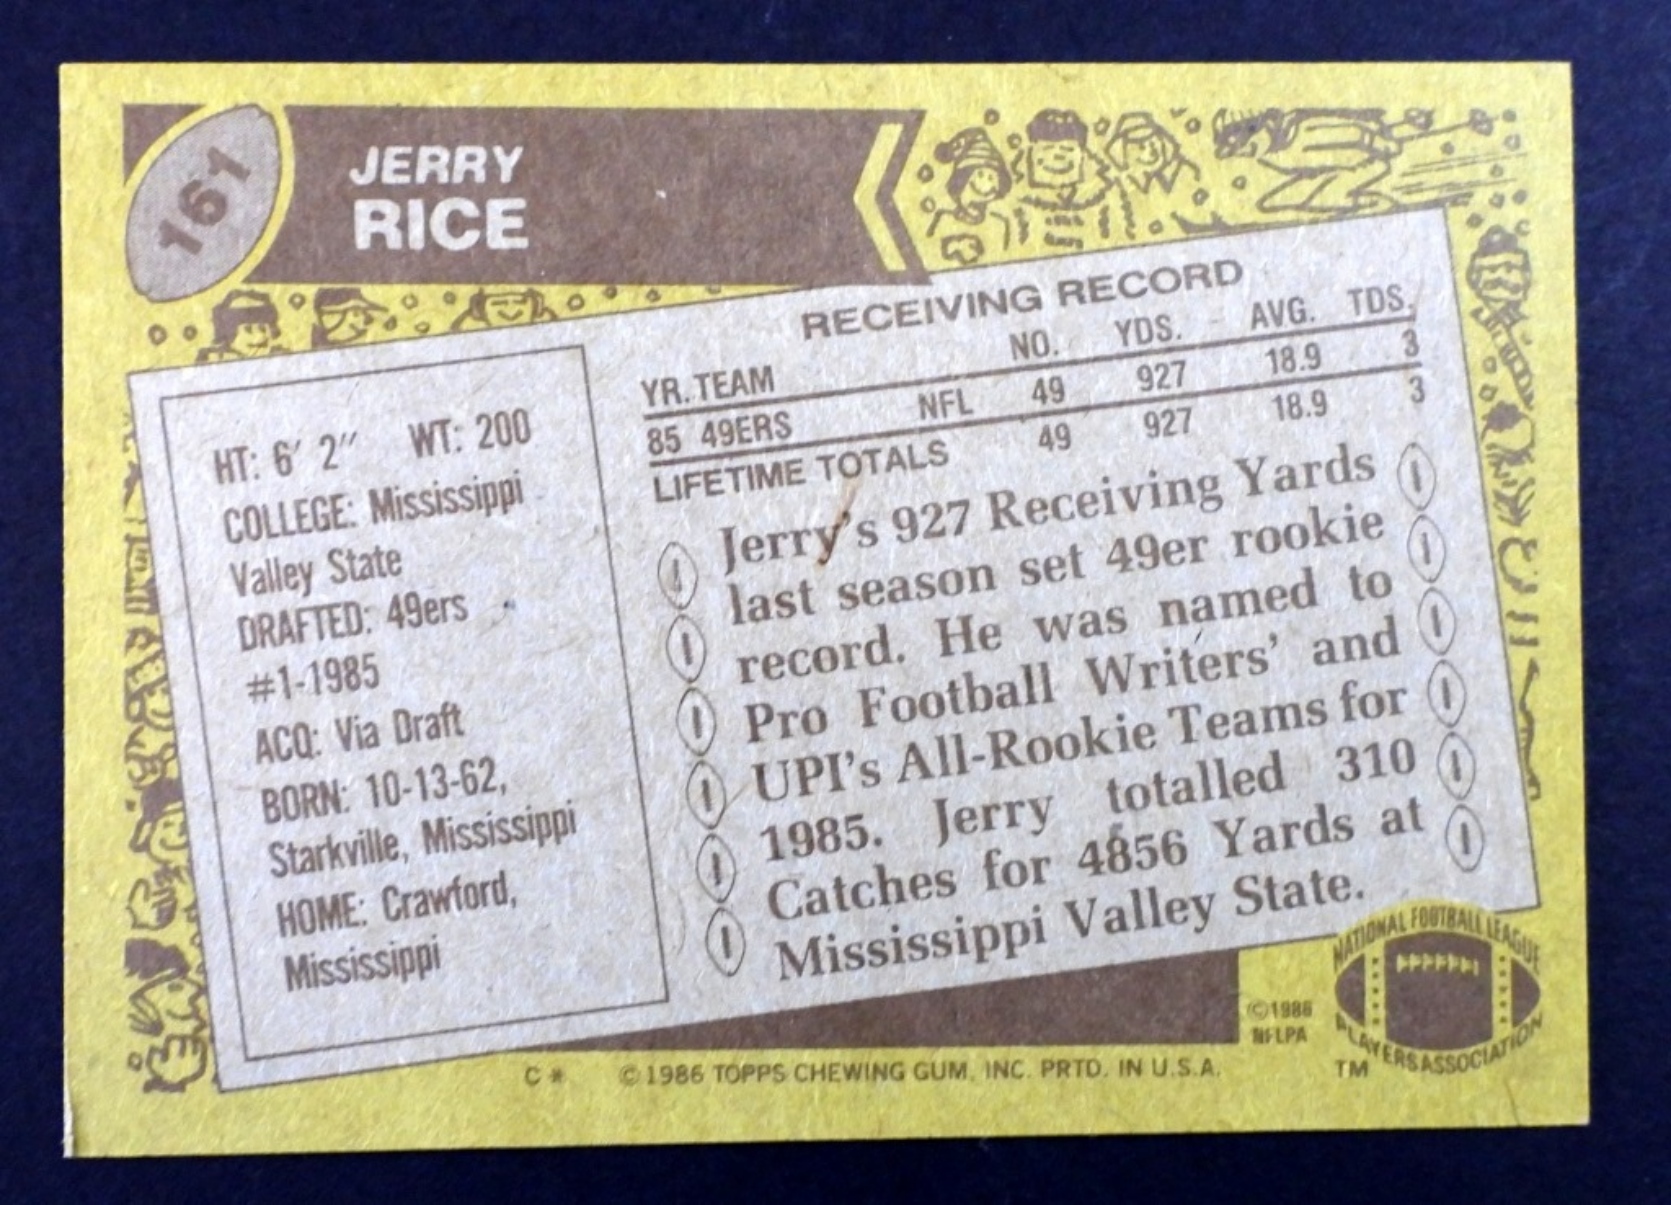 161
JERRY
RICE
HT: 6' 2" WT: 200
COLLEGE: Mississippi
Valley State
DRAFTED: 49ers
#1-1985
ACQ: Via Draft
BORN: 10-13-62,
Starkville, Mississippi
HOME: Crawford,
Mississippi
RECEIVING RECORD
YR. TEAM NO. YDS. AVG. TDS.
85 49ERS NFL 49 927 18.9 3
LIFETIME TOTALS 49 927 18.9 3
Jerry's 927 Receiving Yards
last season set 49er rookie
record. He was named to
Pro Football Writers' and
UPI's All-Rookie Teams for
1985. Jerry totalled 310
Catches for 4856 Yards at
Mississippi Valley State.
NATIONAL FOOTBALL LEAGUE
PLAYERS ASSOCIATION
TM
©1986
NFLPA
C* ©1986 TOPPS CHEWING GUM, INC. PRTD. IN U.S.A.